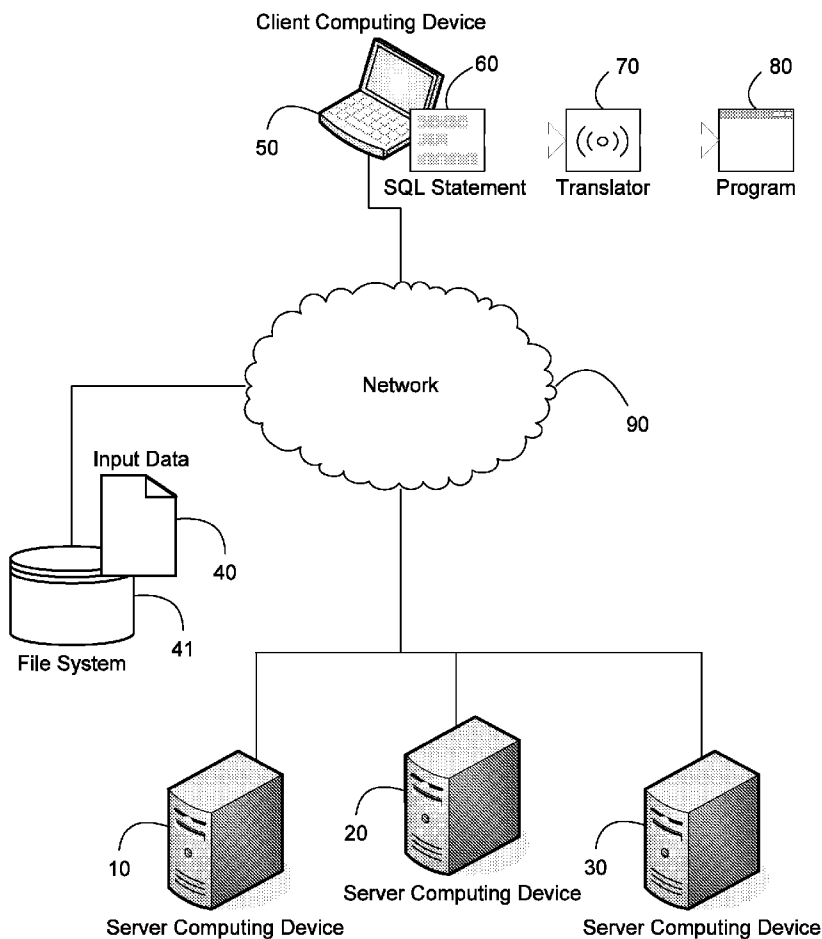 Client Computing Device
60
70
80
50
SQL Statement
Translator
Program
Network
90
Input Data
40
41
File System
10
20
30
Server Computing Device
Server Computing Device
Server Computing Device